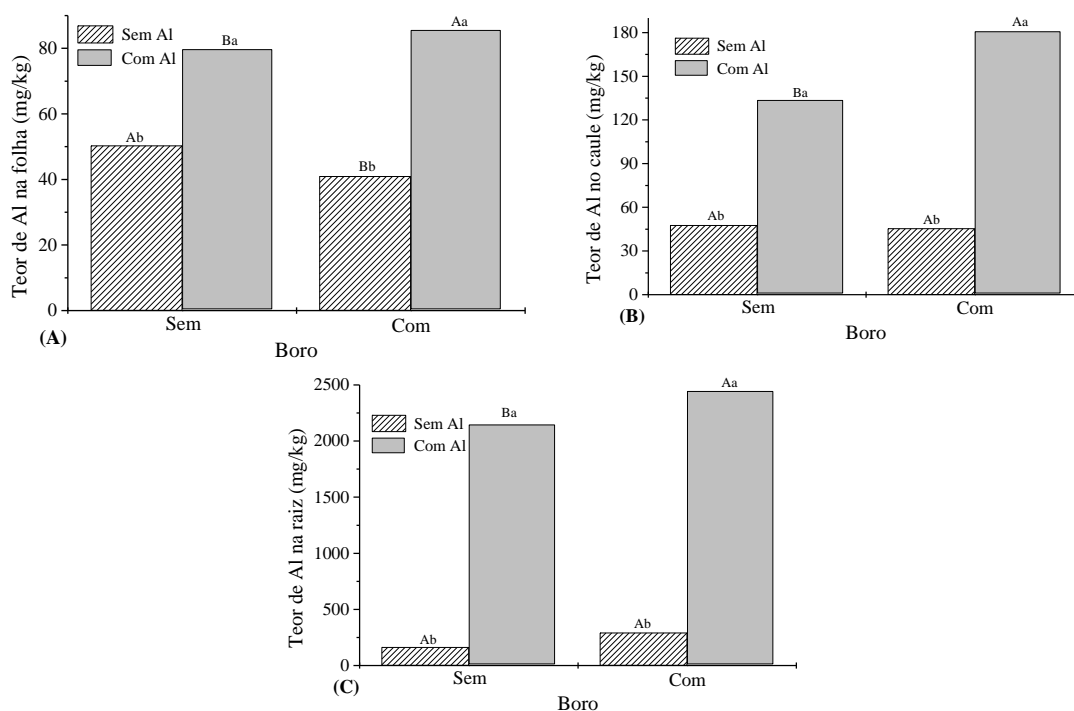 Teor de Al na folha (mg/kg)
80
60
40
20
0
Sem Al
Com Al
Ab
Ba
Bb
Aa
Sem
Com
(A)
Boro
Teor de Al no caule (mg/kg)
180
150
120
90
60
30
0
Sem Al
Com Al
Ab
Ba
Ab
Aa
Sem
Com
(B)
Boro
Teor de Al na raiz (mg/kg)
2500
2000
1500
1000
500
0
Sem Al
Com Al
Ab
Ba
Ab
Aa
Sem
Com
(C)
Boro